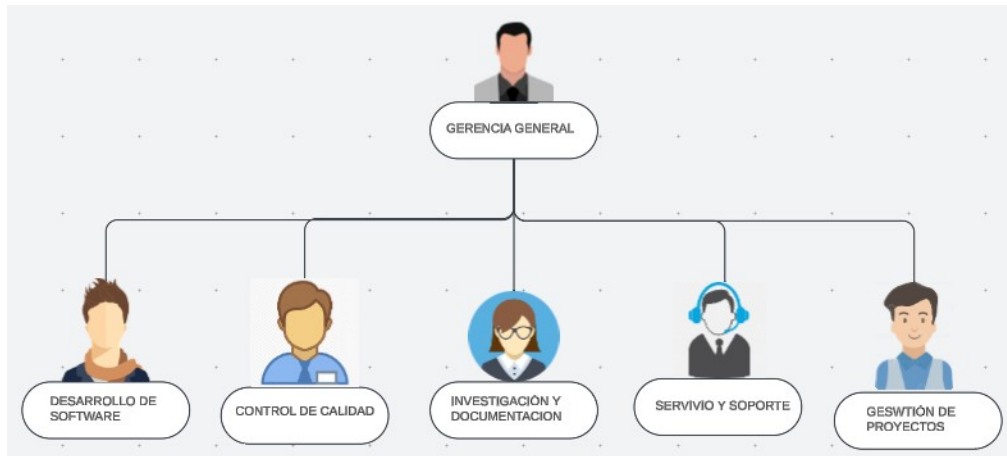 GERENCIA GENERAL
DESARROLLO DE
SOFTWARE
CONTROL DE CALIDAD
INVESTIGACIÓN Y
DOCUMENTACION
SERVIVIO Y SOPORTE
GESWTIÓN DE
PROYECTOS